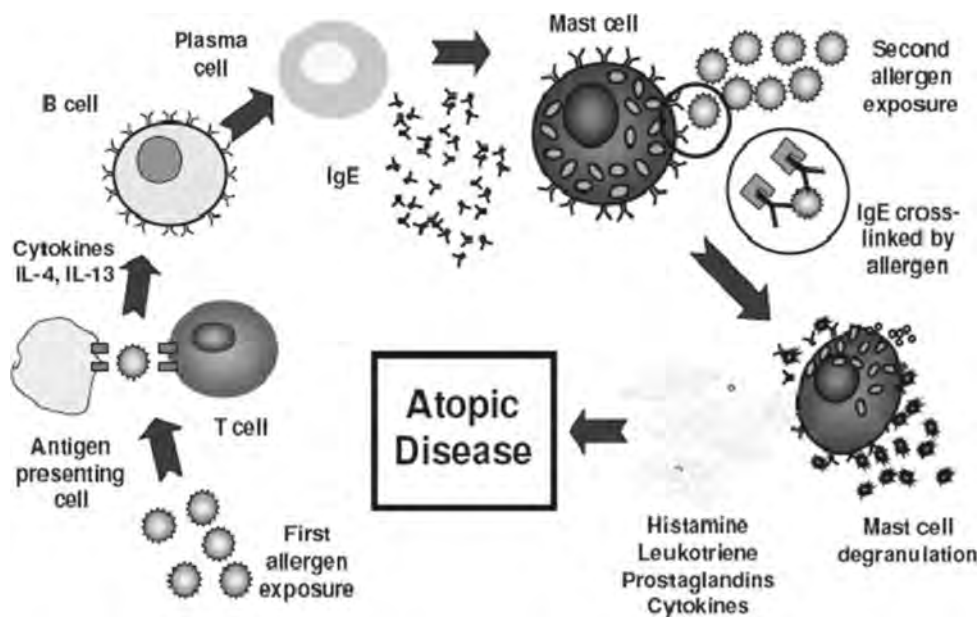 First
allergen
exposure
Antigen
presenting
cell
T cell
Cytokines
IL-4, IL-13
B cell
Plasma
cell
IgE
Mast cell
Second
allergen
exposure
IgE cross-
linked by
allergen
Mast cell
degranulation
Histamine
Leukotriene
Prostaglandins
Cytokines
Atopic
Disease